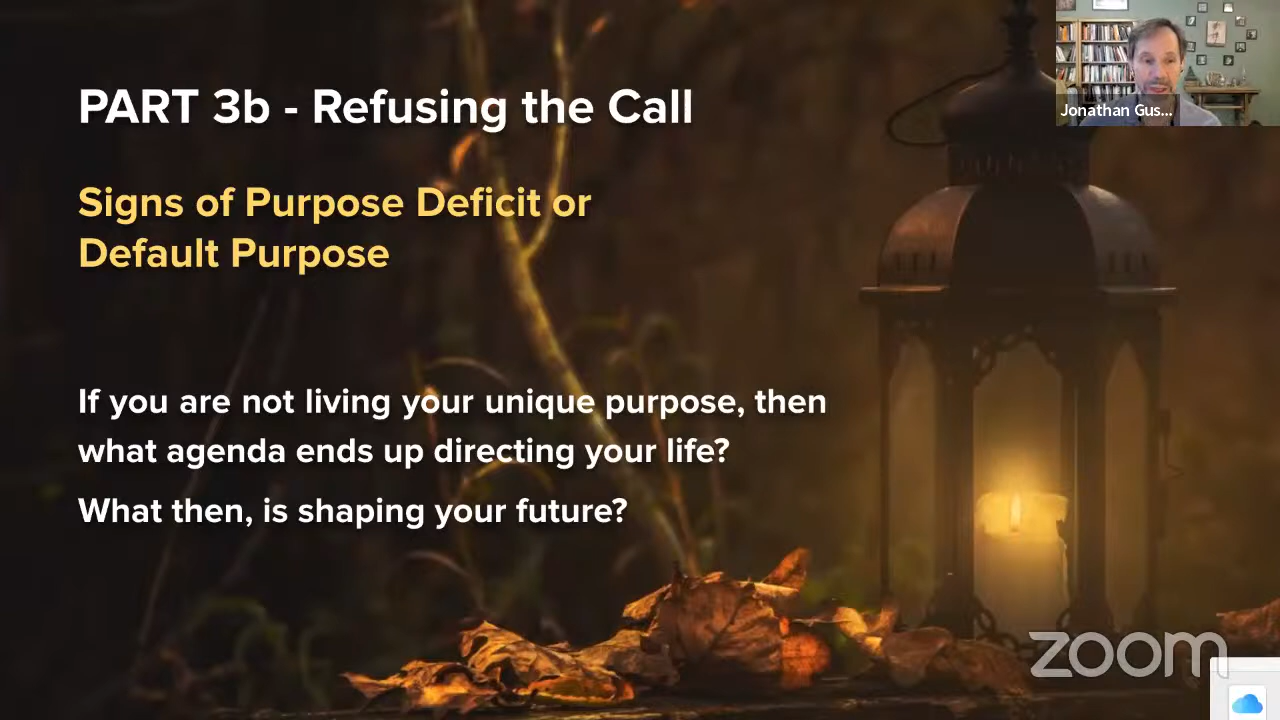 PART 3b - Refusing the Call
Signs of Purpose Deficit or
Default Purpose
If you are not living your unique purpose, then
what agenda ends up directing your life?
What then, is shaping your future?
Jonathan Gus...
zoom